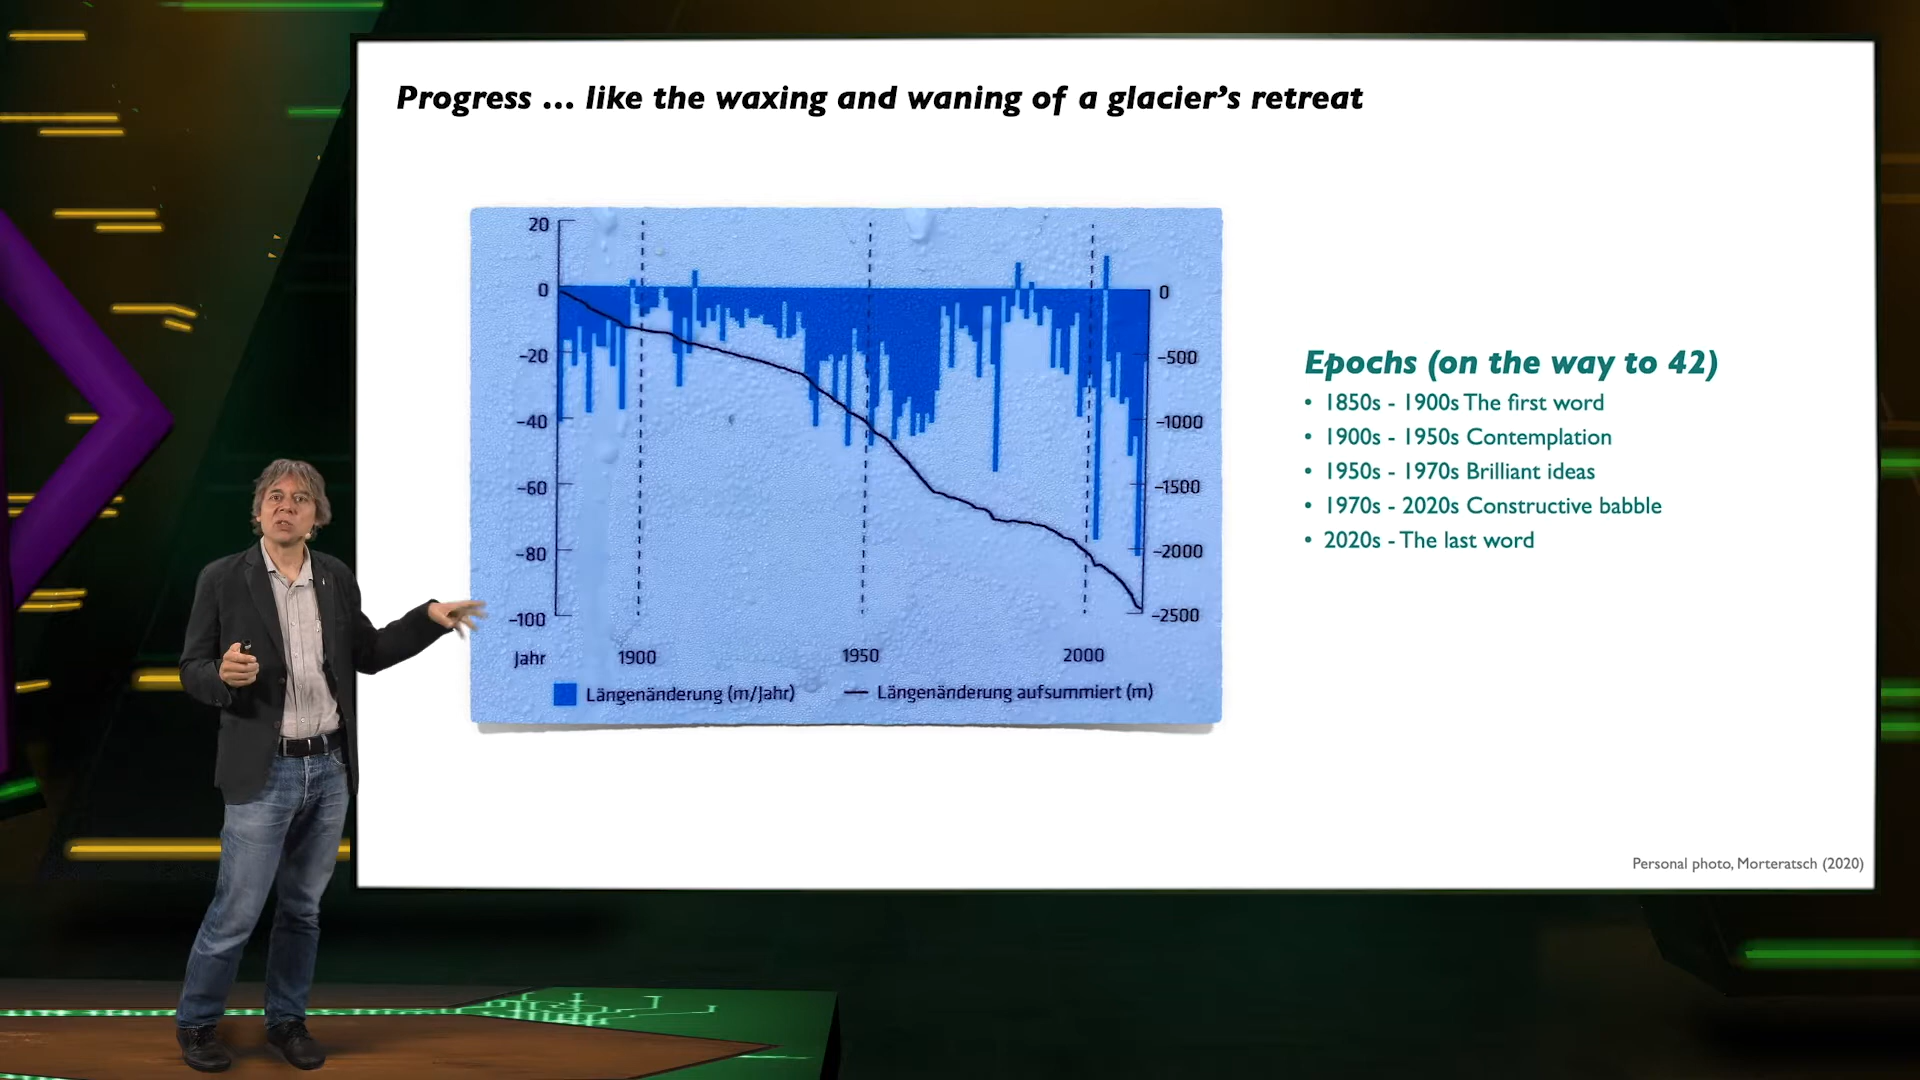 Progress ... like the waxing and waning of a glacier's retreat
20
0
-20
-40
-60
-80
-100
0
-500
-1000
-1500
-2000
-2500
Jahr 1900 1950 2000
Längenänderung (m/Jahr) Längenänderung aufsummiert (m)
Epochs (on the way to 42)
• 1850s - 1900s The first word
• 1900s - 1950s Contemplation
• 1950s - 1970s Brilliant ideas
• 1970s - 2020s Constructive babble
• 2020s - The last word
Personal photo, Morteratsch (2020)